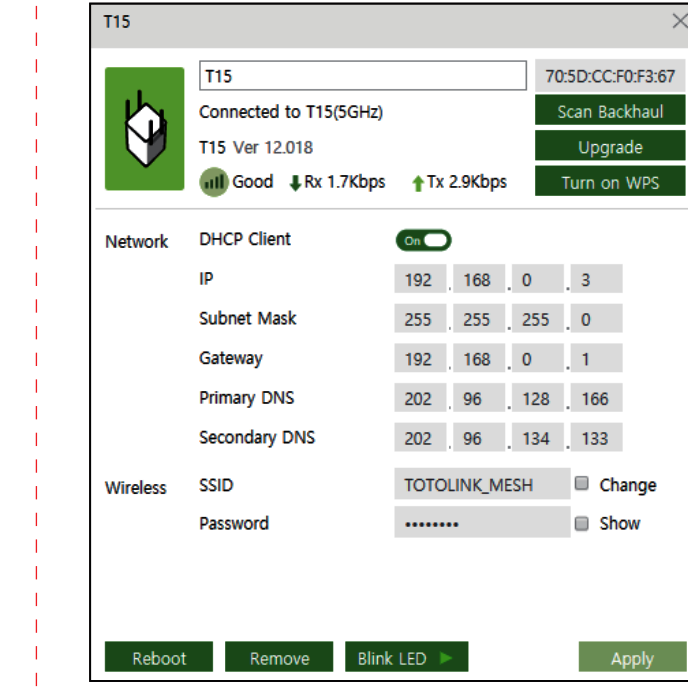 T15
T15 70:5D:CC:F0:F3:67
Connected to T15(5GHz) Scan Backhaul
T15 Ver 12.018 Upgrade
Good Rx 1.7Kbps Tx 2.9Kbps Turn on WPS
Network DHCP Client On
IP 192 . 168 . 0 . 3
Subnet Mask 255 . 255 . 255 . 0
Gateway 192 . 168 . 0 . 1
Primary DNS 202 . 96 . 128 . 166
Secondary DNS 202 . 96 . 134 . 133
Wireless SSID TOTOLINK_MESH Change
Password •••••••• Show
Reboot Remove Blink LED Apply